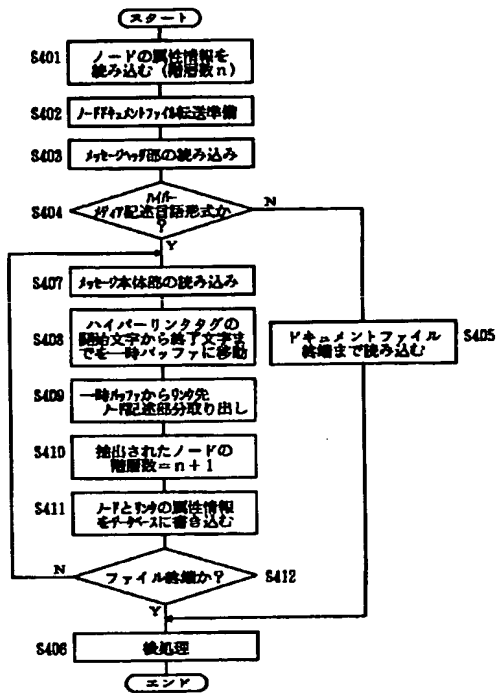 スタート
S401
ノードの属性情報を
読み込む (階層数n)
S402
ノードドキュメントファイル転送準備
S403
メッセージヘッダ部の読み込み
S404
ハイパー
メディア記述言語形式か
?
N
Y
S407
メッセージ本体部の読み込み
S408
ハイパーリンクタグの
開始文字から終了文字ま
でを一時バッファに移動
ドキュメントファイル
終端まで読み込む
S405
S409
一時バッファからリンク先
ノード記述部分取り出し
S410
抽出されたノードの
階層数=n+1
S411
ノードとリンクの属性情報
をデータベースに書き込む
N
ファイル終端か?
S412
Y
S406
後処理
エンド